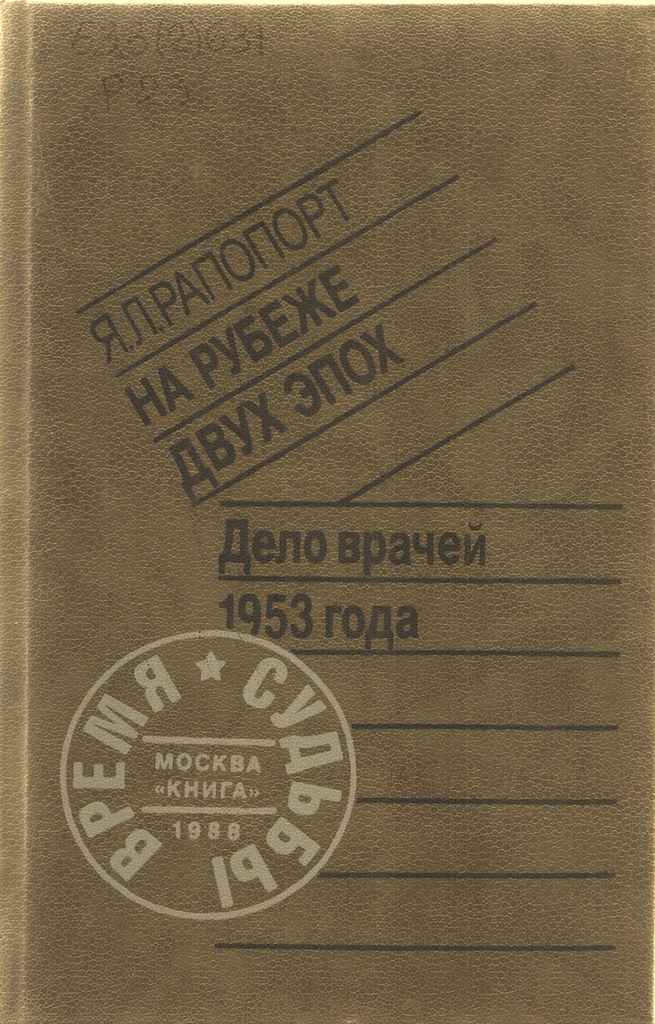 Я.Л.РАПОПОРТ
НА РУБЕЖЕ
ДВУХ ЭПОХ
Дело врачей
1953 года
ВРЕМЯ ★ СУДЬБЫ
МОСКВА
«КНИГА»
1988